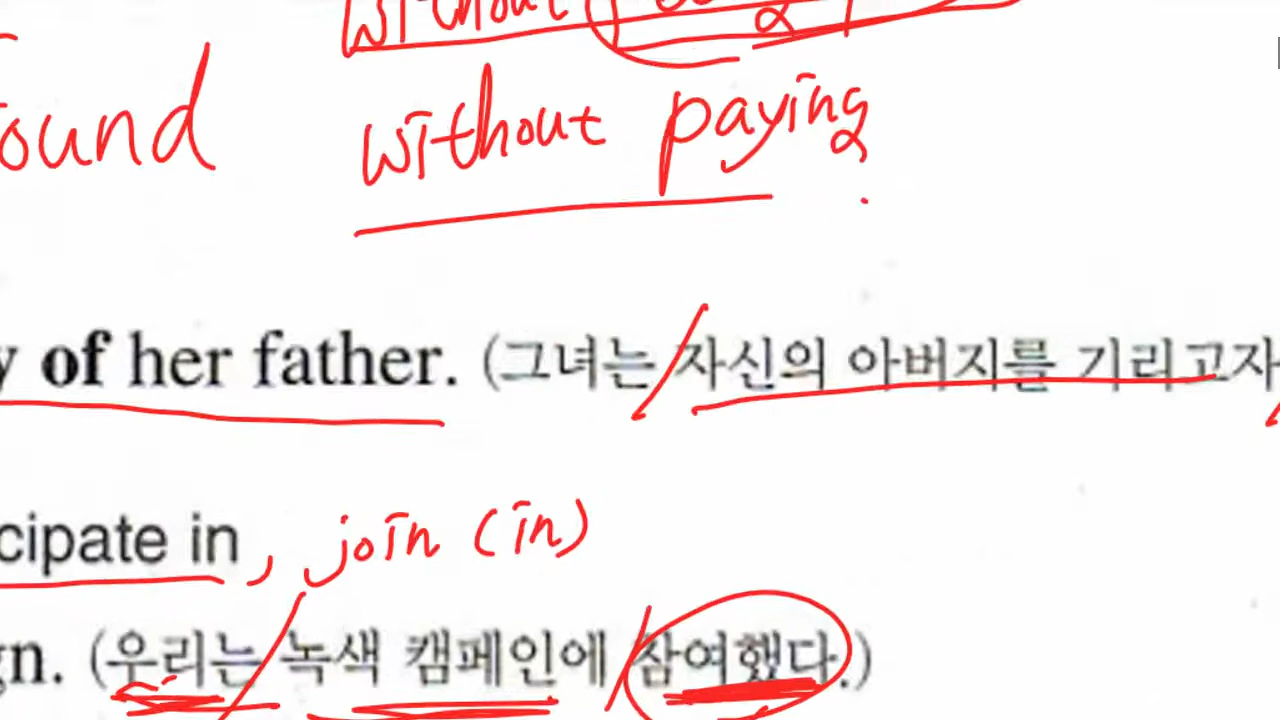 without
ound without paying.
of her father. (그녀는 자신의 아버지를 기리고자
cipate in, join (in)
gn. (우리는 녹색 캠페인에 참여했다.)